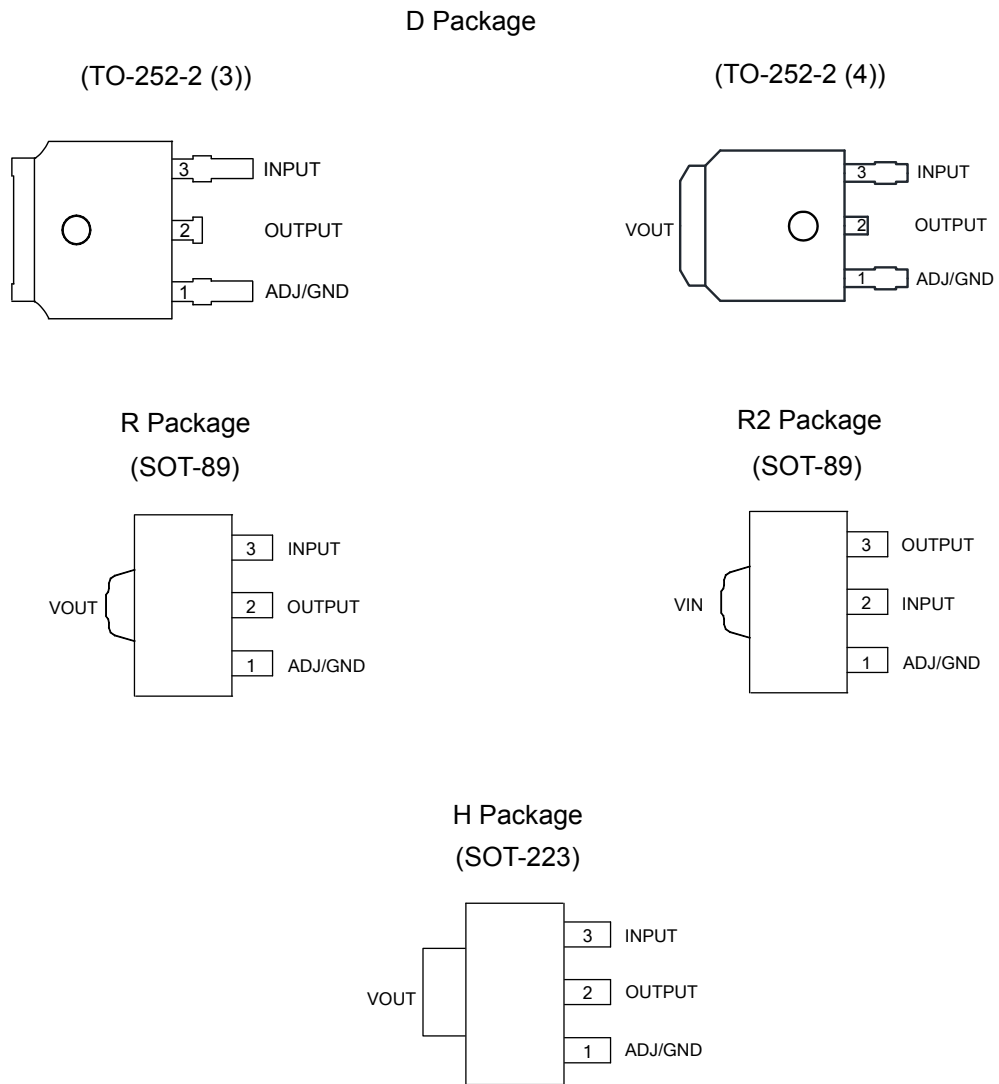 D Package
(TO-252-2 (3))
3 INPUT
2 OUTPUT
1 ADJ/GND
(TO-252-2 (4))
VOUT
3 INPUT
2 OUTPUT
1 ADJ/GND
R Package
(SOT-89)
VOUT
3 INPUT
2 OUTPUT
1 ADJ/GND
R2 Package
(SOT-89)
VIN
3 OUTPUT
2 INPUT
1 ADJ/GND
H Package
(SOT-223)
VOUT
3 INPUT
2 OUTPUT
1 ADJ/GND